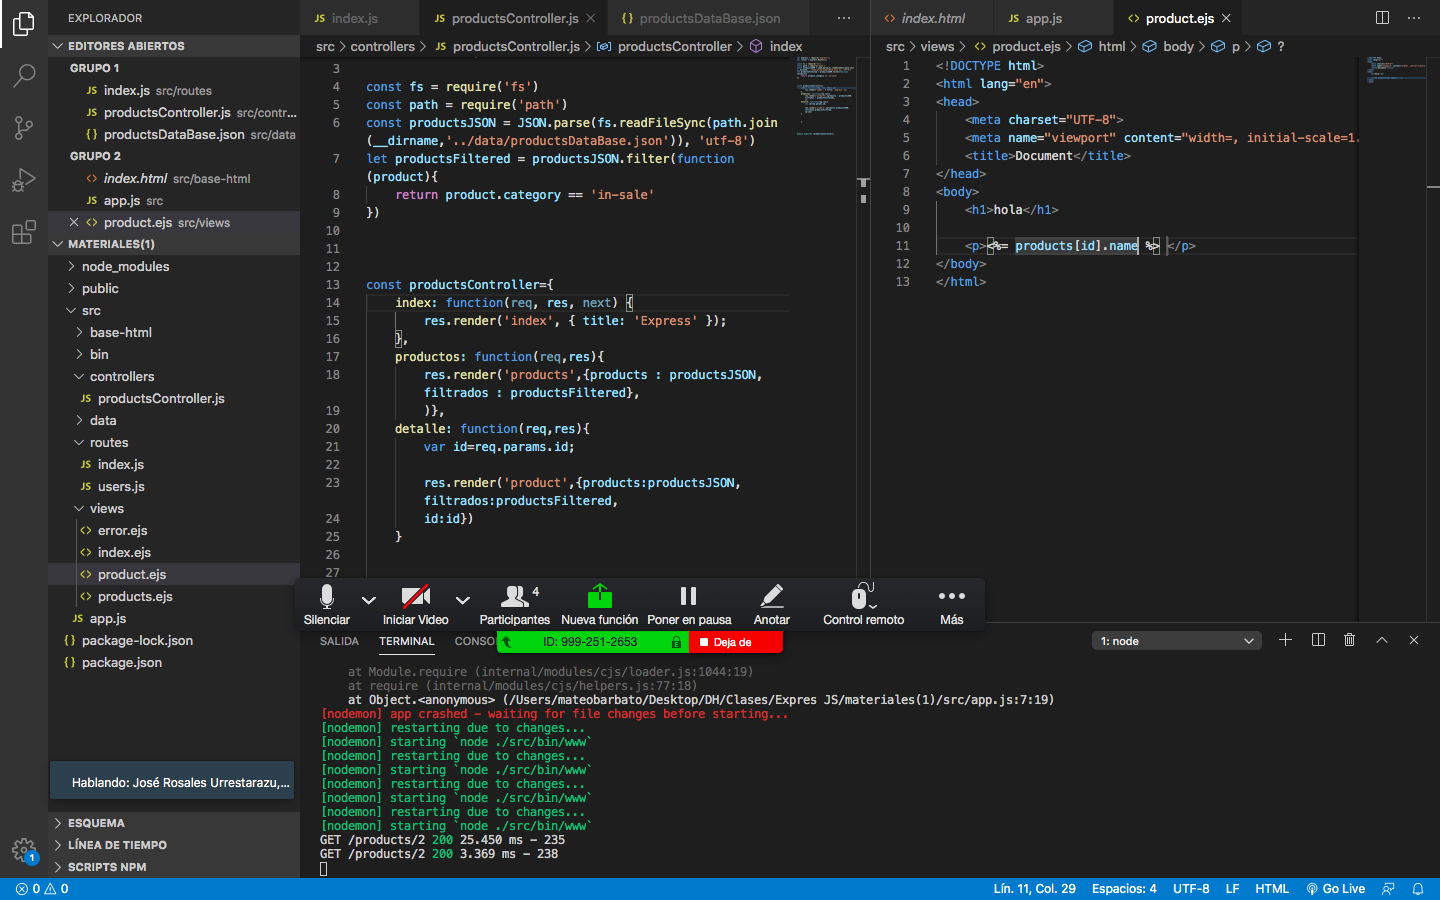 EXPLORADOR
EDITORES ABIERTOS
GRUPO 1
JS index.js src/routes
JS productsController.js src/contr...
{} productsDataBase.json src/data
GRUPO 2
<> index.html src/base-html
JS app.js src
<> product.ejs src/views
MATERIALES(1)
node_modules
public
src
base-html
bin
controllers
JS productsController.js
data
routes
JS index.js
JS users.js
views
<> error.ejs
<> index.ejs
<> product.ejs
<> products.ejs
JS app.js
{} package-lock.json
{} package.json
Hablando: José Rosales Urrestarazu,...
ESQUEMA
LÍNEA DE TIEMPO
SCRIPTS NPM
1
JS index.js
JS productsController.js
{} productsDataBase.json
...
src > controllers > JS productsController.js > productsController > index
3
4 const fs = require('fs')
5 const path = require('path')
6 const productsJSON = JSON.parse(fs.readFileSync(path.join
(__dirname,'../data/productsDataBase.json')), 'utf-8')
7 let productsFiltered = productsJSON.filter(function
(product){
8 return product.category == 'in-sale'
9 })
10
11
12
13 const productsController={
14 index: function(req, res, next) {
15 res.render('index', { title: 'Express' });
16 },
17 productos: function(req,res){
18 res.render('products',{products : productsJSON,
filtrados : productsFiltered},
19 )},
20 detalle: function(req,res){
21 var id=req.params.id;
22
23 res.render('product',{products:productsJSON,
filtrados:productsFiltered,
24 id:id})
25 }
26
27
<> index.html
JS app.js
<> product.ejs
...
src > views > <> product.ejs > html > body > p > ?
1 <!DOCTYPE html>
2 <html lang="en">
3 <head>
4 <meta charset="UTF-8">
5 <meta name="viewport" content="width=, initial-scale=1.
6 <title>Document</title>
7 </head>
8 <body>
9 <h1>hola</h1>
10
11 <p><%= products[id].name %> </p>
12 </body>
13 </html>
Silenciar
Iniciar Video
4
Participantes
Nueva función
Poner en pausa
Anotar
Control remoto
Más
ID: 999-251-2653
Deja de
SALIDA TERMINAL CONSO
1: node
at Module.require (internal/modules/cjs/loader.js:1044:19)
at require (internal/modules/cjs/helpers.js:77:18)
at Object.<anonymous> (/Users/mateobarbato/Desktop/DH/Clases/Expres JS/materiales(1)/src/app.js:7:19)
[nodemon] app crashed - waiting for file changes before starting...
[nodemon] restarting due to changes...
[nodemon] starting `node ./src/bin/www`
[nodemon] restarting due to changes...
[nodemon] starting `node ./src/bin/www`
[nodemon] restarting due to changes...
[nodemon] starting `node ./src/bin/www`
[nodemon] restarting due to changes...
[nodemon] starting `node ./src/bin/www`
GET /products/2 200 25.450 ms - 235
GET /products/2 200 3.369 ms - 238
0 0
Lín. 11, Col. 29
Espacios: 4
UTF-8
LF
HTML
Go Live